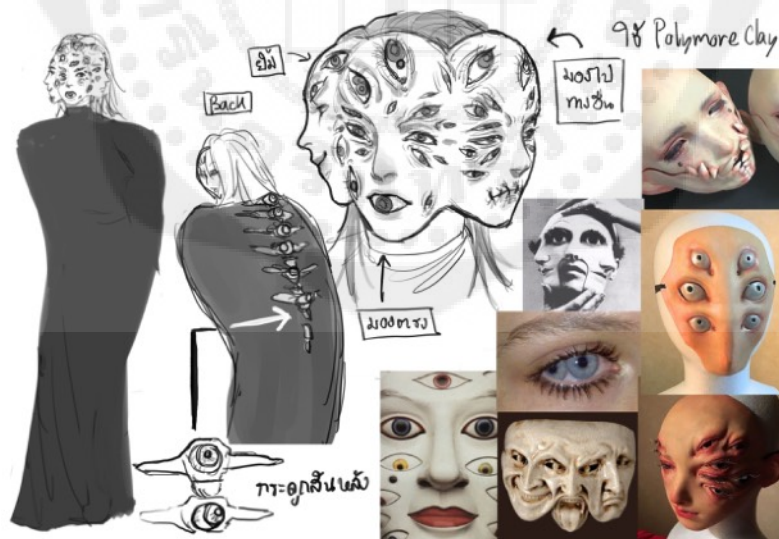 ใช้ Polymore Clay
ยิ้ม
มองไป
ทางอื่น
Back
มองตรง
กระดูกสันหลัง